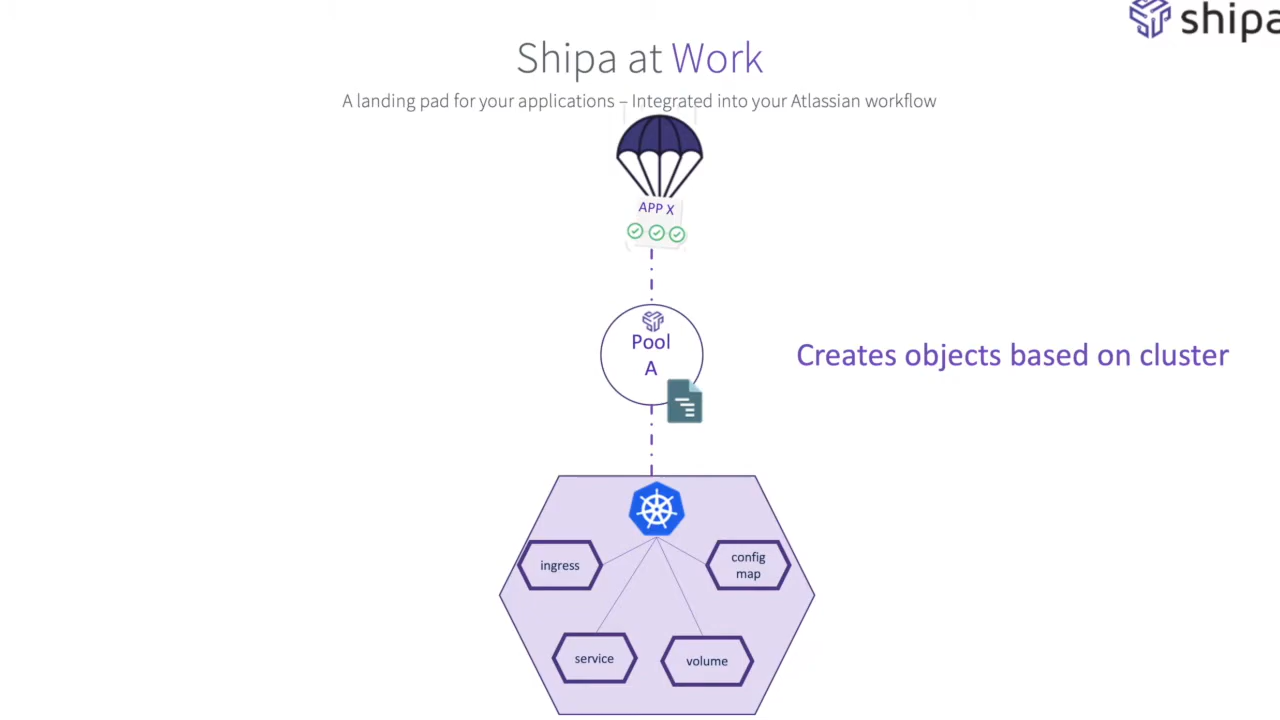 shipa
Shipa at Work
A landing pad for your applications – Integrated into your Atlassian workflow
APP X
Pool
A
Creates objects based on cluster
ingress
config
map
service
volume